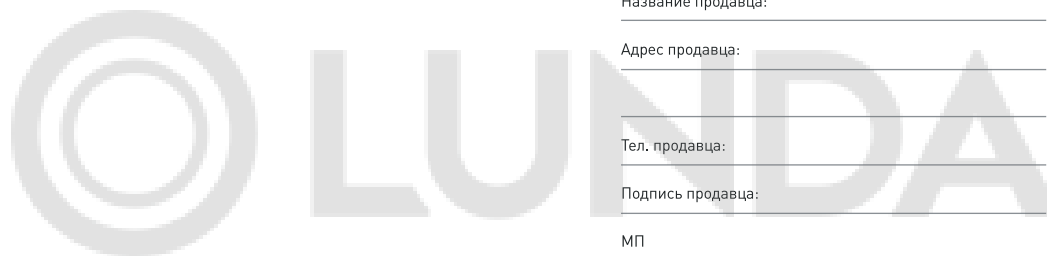 Название продавца:
Адрес продавца:
LUNDA
Тел. продавца:
Подпись продавца:
МП